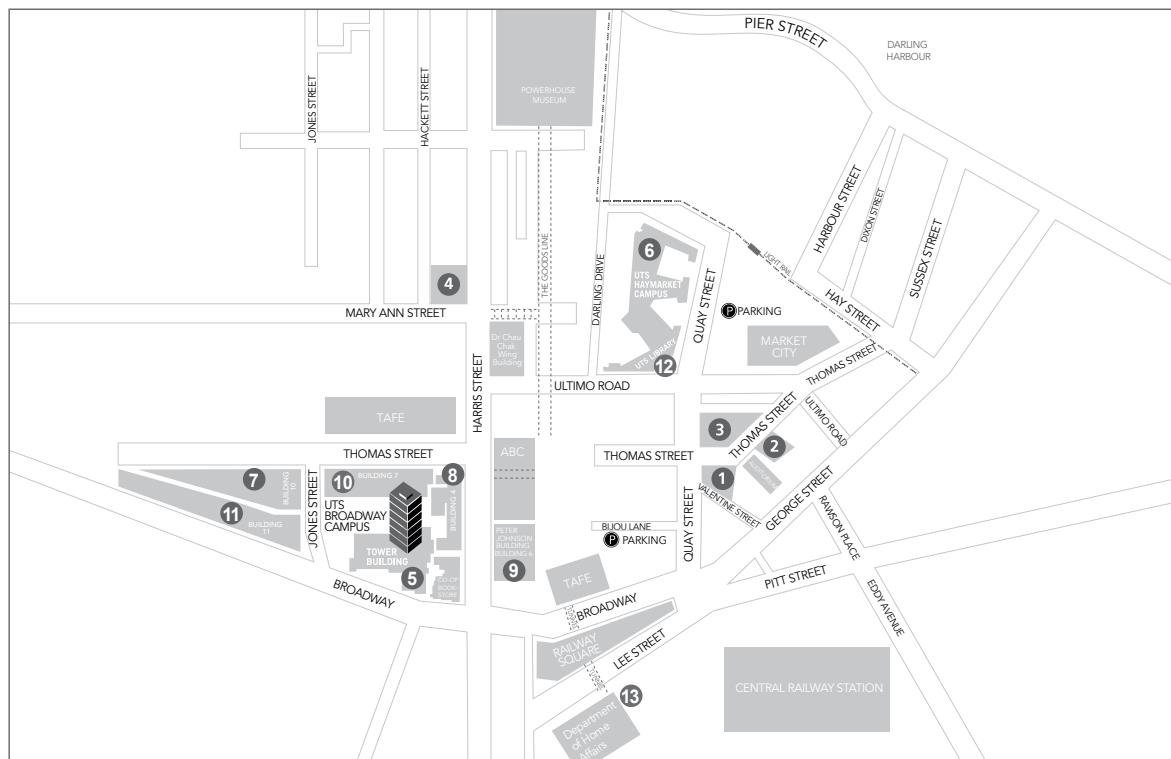 PIER STREET
DARLING
HARBOUR
POWERHOUSE
MUSEUM
JONES STREET
HACKETT STREET
HARBOUR STREET
DIXON STREET
SUSSEX STREET
THE GOODS LINE
DARLING DRIVE
6
UTS
HAYMARKET
CAMPUS
UTS LIBRARY
12
QUAY STREET
LIGHT RAIL
HAY STREET
4
MARY ANN STREET
P PARKING
MARKET
CITY
THOMAS STREET
HARRIS STREET
Dr Chau
Chak
Wing
Building
ULTIMO ROAD
TAFE
THOMAS STREET
ABC
THOMAS STREET
3
THOMAS STREET
2
ULTIMO ROAD
1
VALENTINE STREET
GEORGE STREET
7
BUILDING
10
11
BUILDING
11
JONES STREET
10
BUILDING 7
8
BUILDING 4
UTS
BROADWAY
CAMPUS
TOWER
BUILDING
5
CO-OP
BOOK
STORE
PETER
JOHNSON
BUILDING
BUILDING 6
9
BIJOU LANE
P PARKING
QUAY STREET
RAWSON PLACE
PITT STREET
EDDY AVENUE
TAFE
BROADWAY
BROADWAY
RAILWAY
SQUARE
LEE STREET
CENTRAL RAILWAY STATION
13
Department
of Home
Affairs